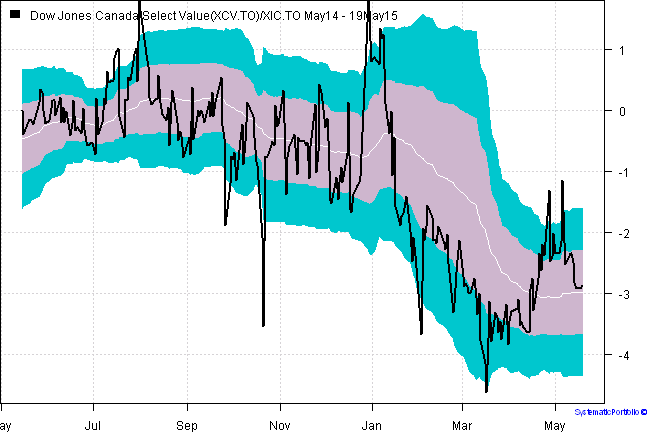 Dow Jones Canada Select Value(XCV.TO)/XIC.TO May14 - 19May15
1
0
-1
-2
-3
-4
ay Jul Sep Nov Jan Mar May
SystematicPortfolio ©